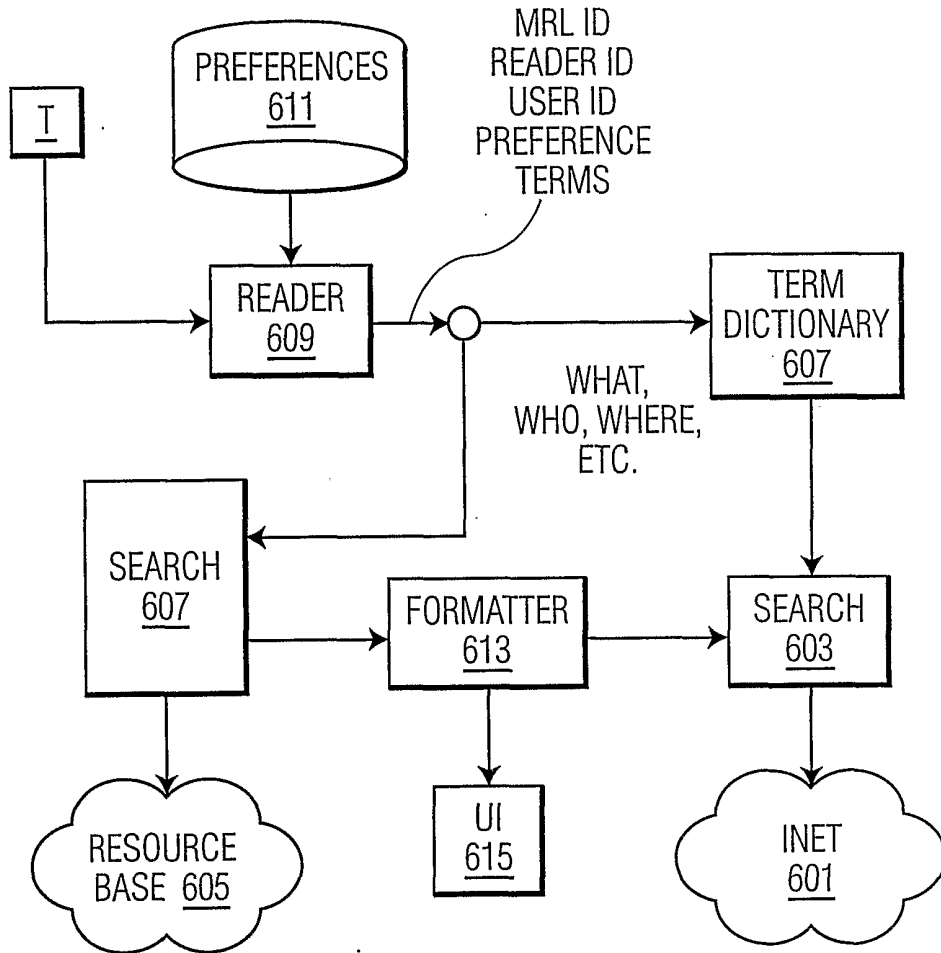 MRL ID
READER ID
USER ID
PREFERENCE
TERMS
PREFERENCES
611
T
READER
609
TERM
DICTIONARY
607
WHAT,
WHO, WHERE,
ETC.
SEARCH
607
FORMATTER
613
SEARCH
603
RESOURCE
BASE 605
UI
615
INET
601